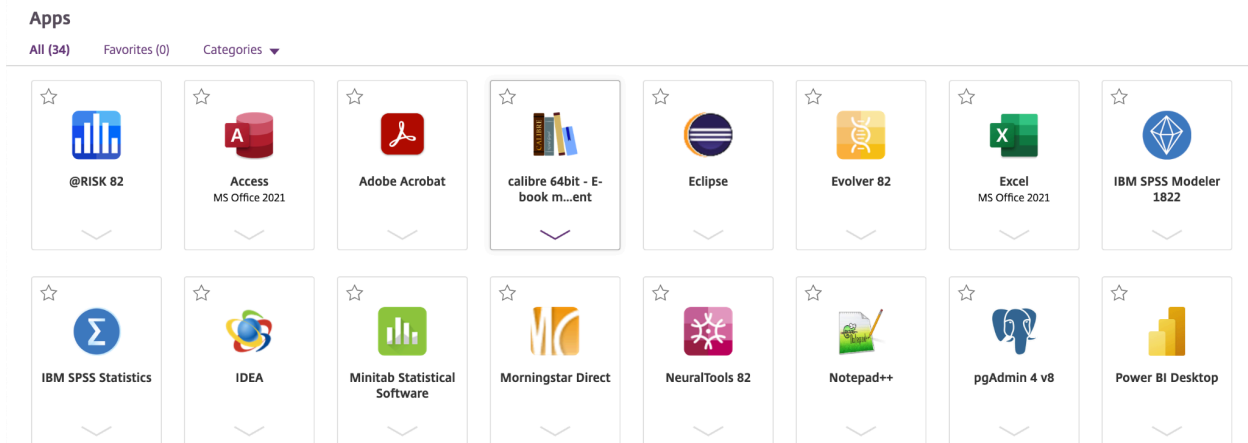 Apps
All (34) Favorites (0) Categories
@RISK 82
Access
MS Office 2021
Adobe Acrobat
A
CALIBRE
calibre 64bit - E-
book m...ent
Eclipse
Evolver 82
X
Excel
MS Office 2021
IBM SPSS Modeler
1822
Σ
IBM SPSS Statistics
IDEA
Minitab Statistical
Software
MC
Morningstar Direct
NeuralTools 82
Notepad++
pgAdmin 4 v8
Power BI Desktop